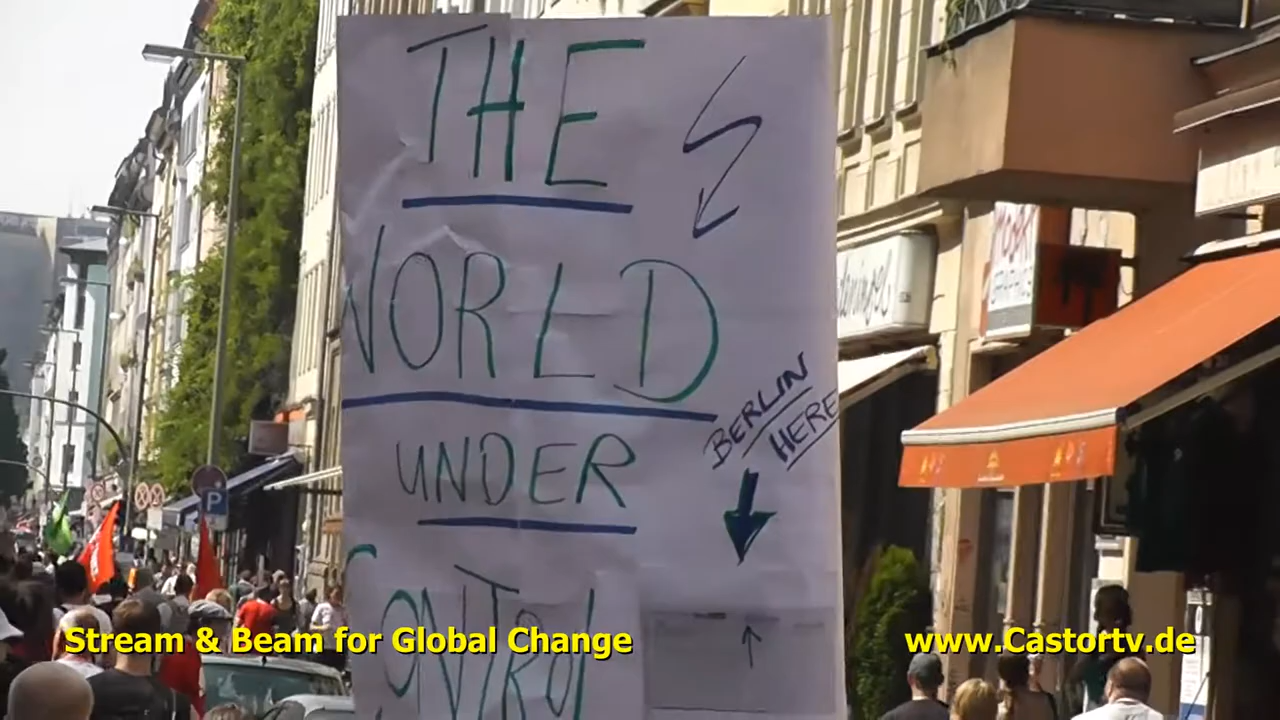 THE
WORLD
UNDER
CONTROL
BERLIN
HERE
P
Stream & Beam for Global Change
www.Castortv.de